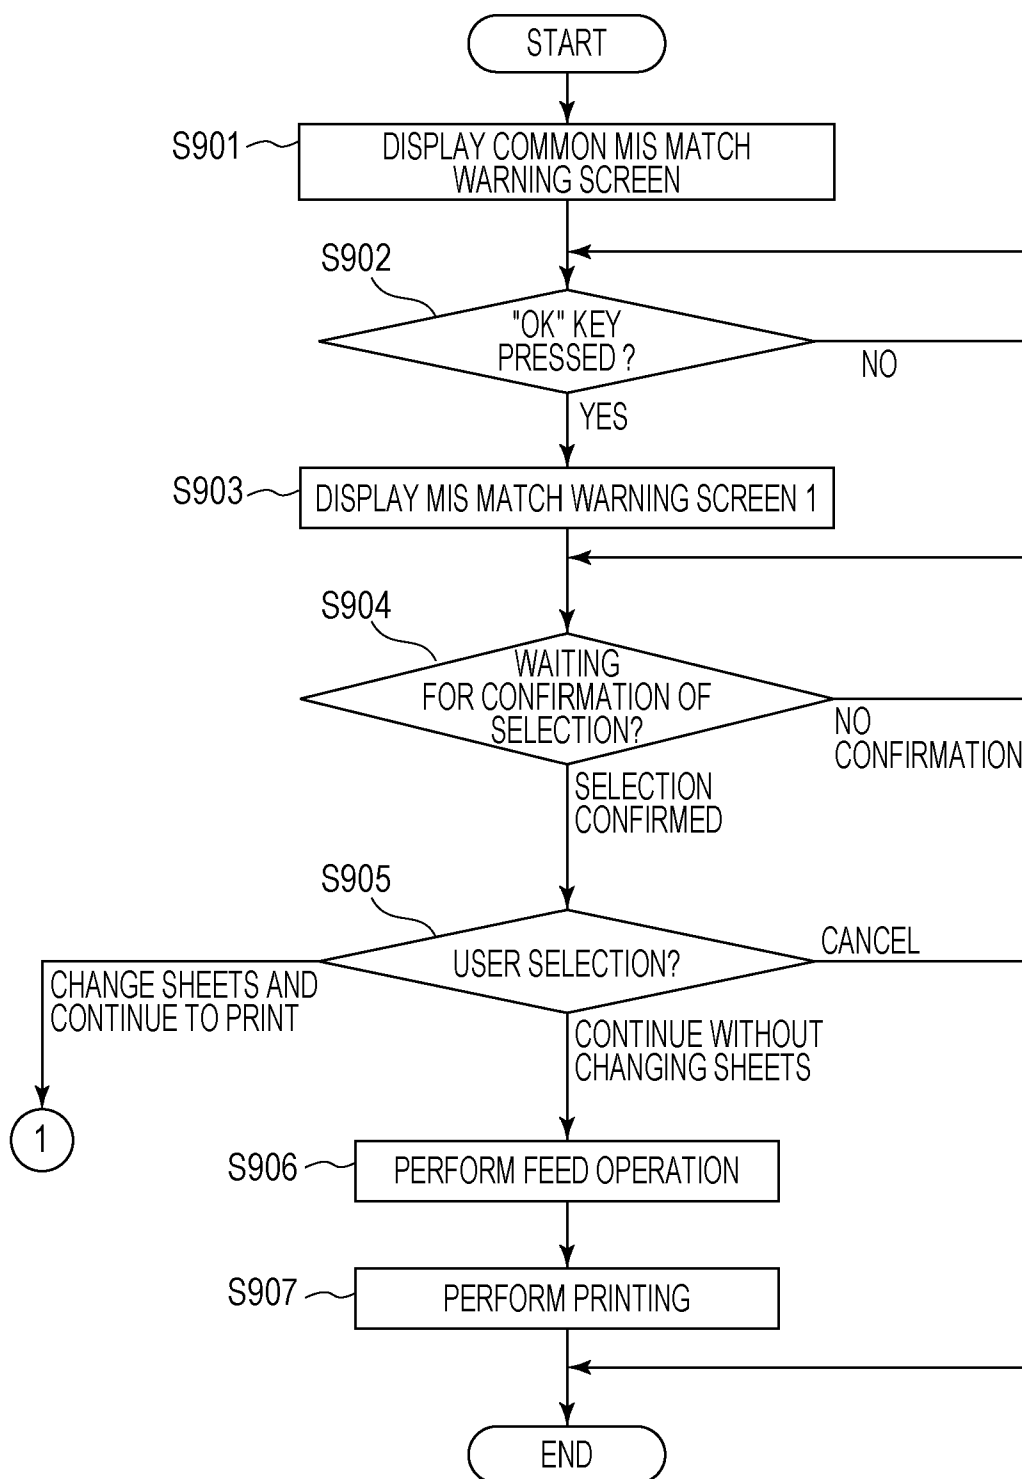 START
S901
DISPLAY COMMON MIS MATCH
WARNING SCREEN
S902
"OK" KEY
PRESSED ?
NO
YES
S903
DISPLAY MIS MATCH WARNING SCREEN 1
S904
WAITING
FOR CONFIRMATION OF
SELECTION?
NO
CONFIRMATION
SELECTION
CONFIRMED
S905
USER SELECTION?
CANCEL
CHANGE SHEETS AND
CONTINUE TO PRINT
CONTINUE WITHOUT
CHANGING SHEETS
1
S906
PERFORM FEED OPERATION
S907
PERFORM PRINTING
END